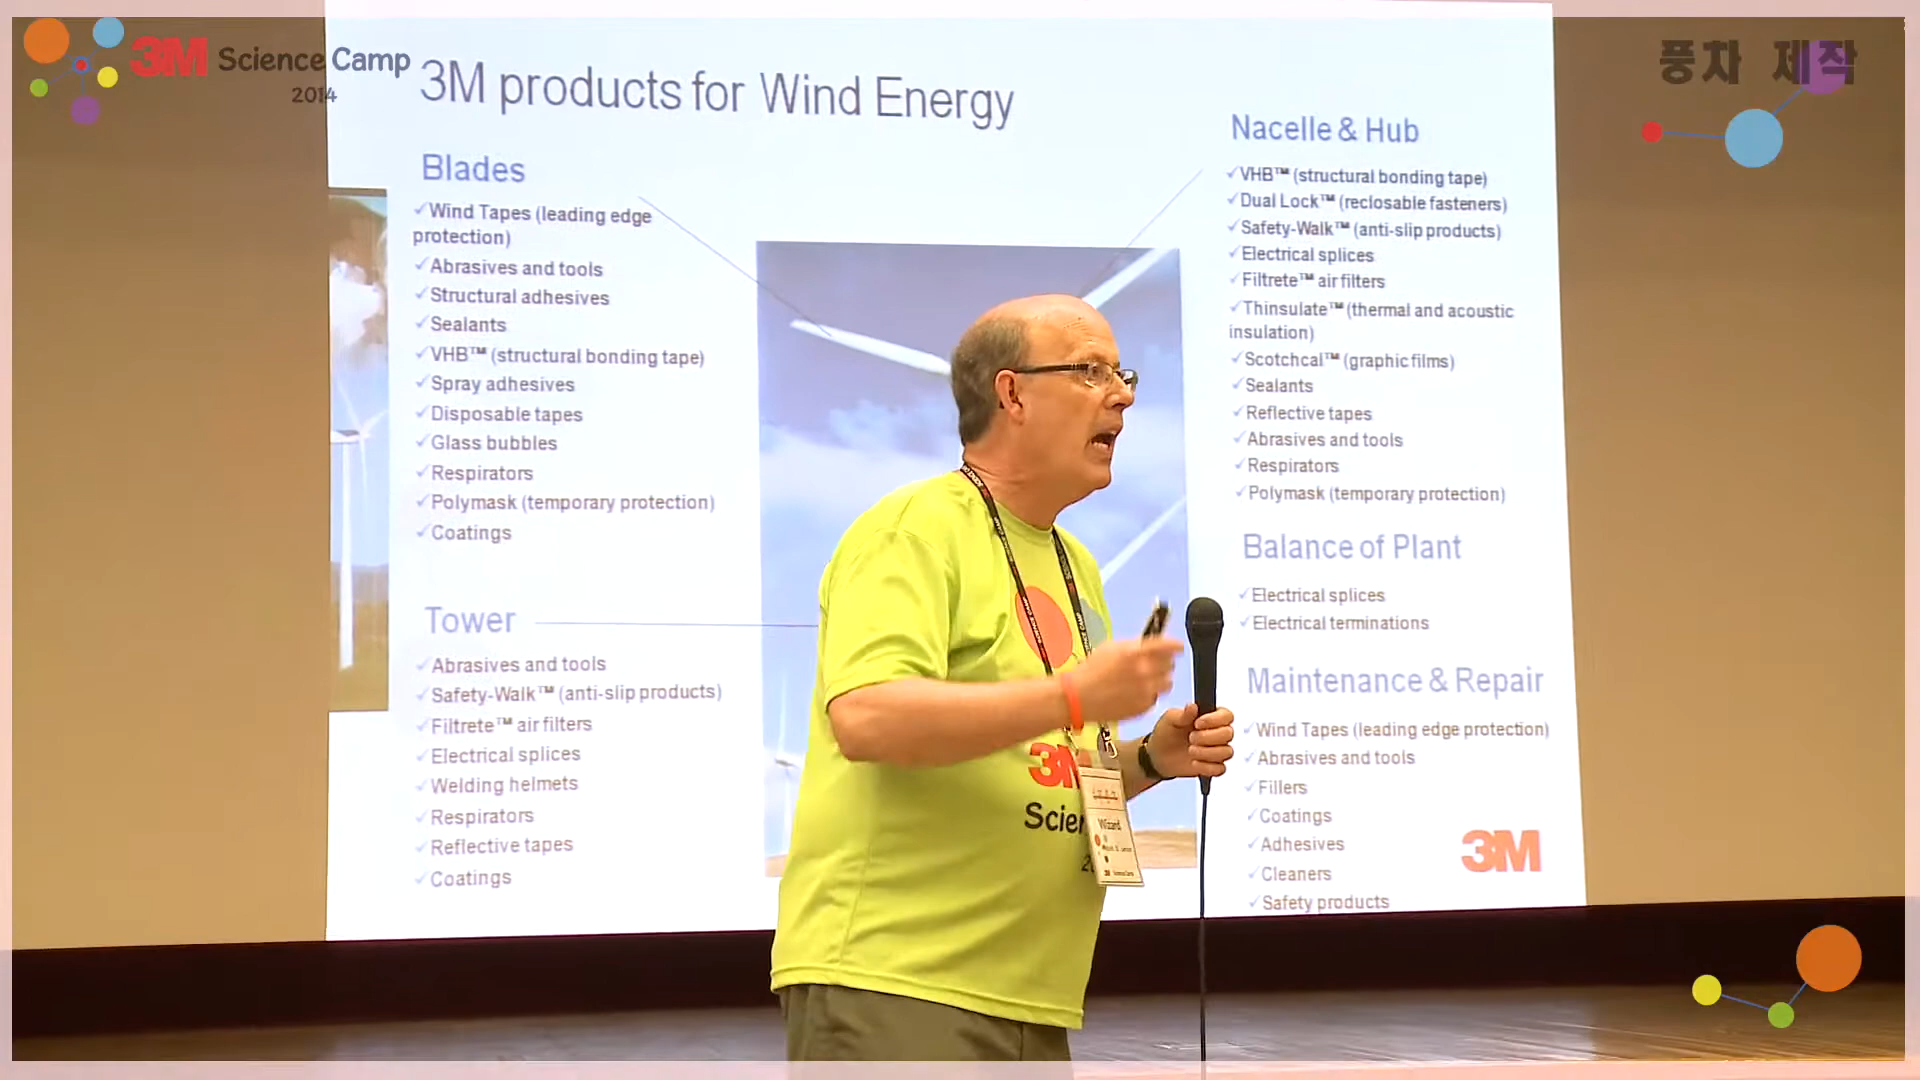 3M Science Camp
2014
풍차 제작
3M products for Wind Energy
Blades
✓Wind Tapes (leading edge
protection)
✓Abrasives and tools
✓Structural adhesives
✓Sealants
✓VHB™ (structural bonding tape)
✓Spray adhesives
✓Disposable tapes
✓Glass bubbles
✓Respirators
✓Polymask (temporary protection)
✓Coatings
Tower
✓Abrasives and tools
✓Safety-Walk™ (anti-slip products)
✓Filtrete™ air filters
✓Electrical splices
✓Welding helmets
✓Respirators
✓Reflective tapes
✓Coatings
Nacelle & Hub
✓VHB™ (structural bonding tape)
✓Dual Lock™ (reclosable fasteners)
✓Safety-Walk™ (anti-slip products)
✓Electrical splices
✓Filtrete™ air filters
✓Thinsulate™ (thermal and acoustic
insulation)
✓Scotchcal™ (graphic films)
✓Sealants
✓Reflective tapes
✓Abrasives and tools
✓Respirators
✓Polymask (temporary protection)
Balance of Plant
✓Electrical splices
✓Electrical terminations
Maintenance & Repair
✓Wind Tapes (leading edge protection)
✓Abrasives and tools
✓Fillers
✓Coatings
✓Adhesives
✓Cleaners
✓Safety products
3M
3M
Scien
2
Wizard